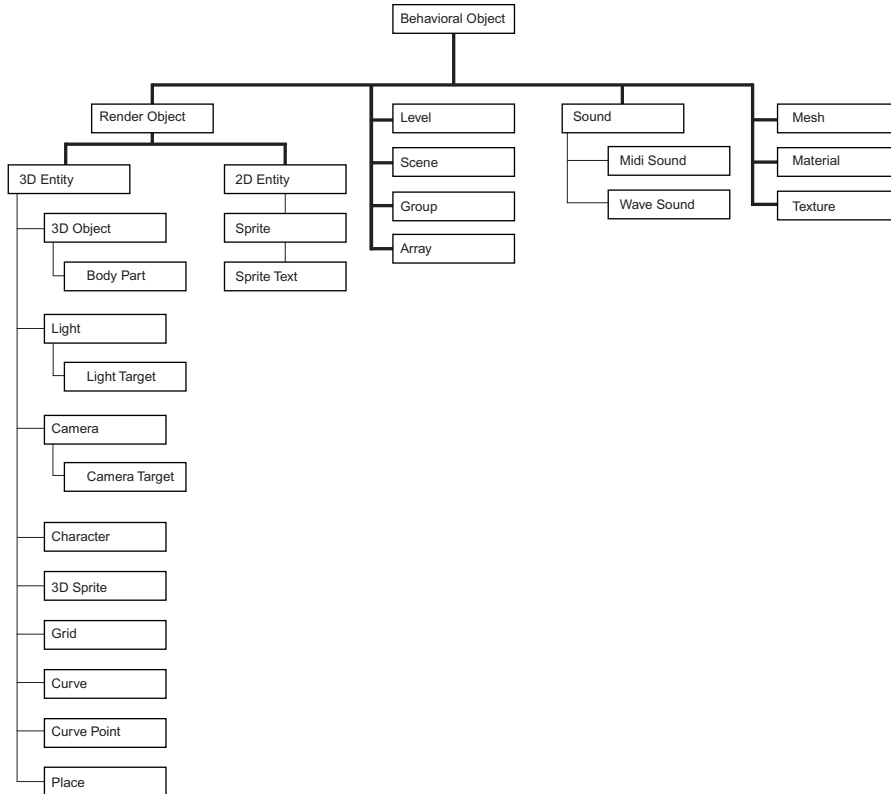 Behavioral Object
Render Object
Level
Sound
Mesh
Scene
Midi Sound
Material
3D Entity
2D Entity
Group
Wave Sound
Texture
3D Object
Sprite
Array
Body Part
Sprite Text
Light
Light Target
Camera
Camera Target
Character
3D Sprite
Grid
Curve
Curve Point
Place